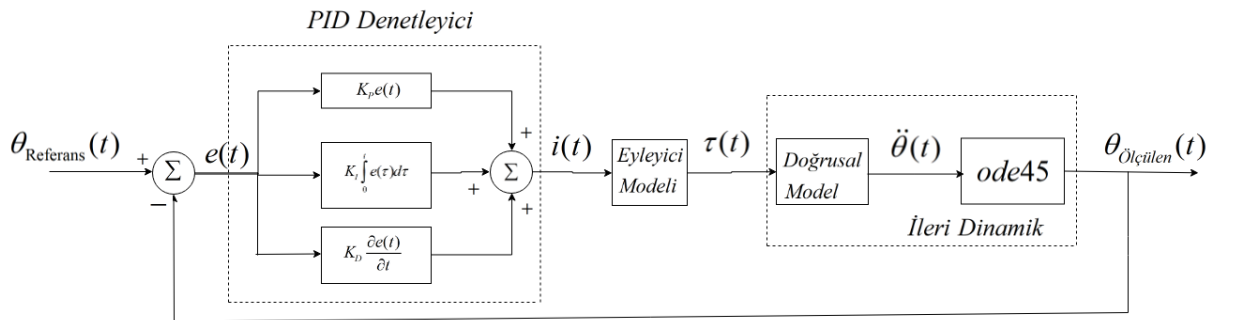 PID Denetleyici
θ_Referans(t)
+
Σ
−
e(t)
K_P e(t)
K_I ∫_0^t e(τ)dτ
K_D ∂e(t)/∂t
+
+
+
Σ
i(t)
Eyleyici
Modeli
τ(t)
Doğrusal
Model
θ̈(t)
ode45
İleri Dinamik
θ_Ölçülen(t)